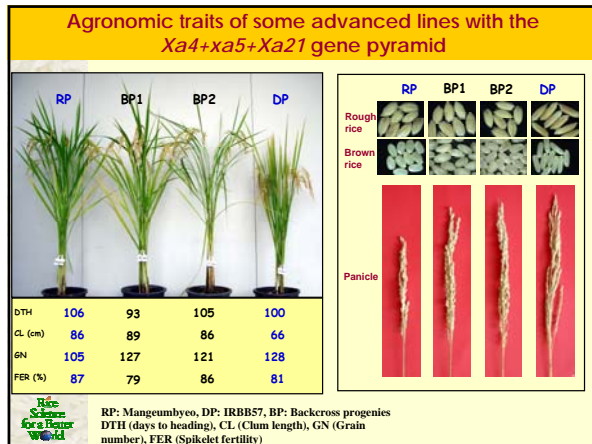 Agronomic traits of some advanced lines with the
Xa4+xa5+Xa21 gene pyramid
RP BP1 BP2 DP
DTH 106 93 105 100
CL (cm) 86 89 86 66
GN 105 127 121 128
FER (%) 87 79 86 81
RP BP1 BP2 DP
Rough
rice
Brown
rice
Panicle
Rice
Science
for a Better
World
RP: Mangeumbyeo, DP: IRBB57, BP: Backcross progenies
DTH (days to heading), CL (Clum length), GN (Grain
number), FER (Spikelet fertility)